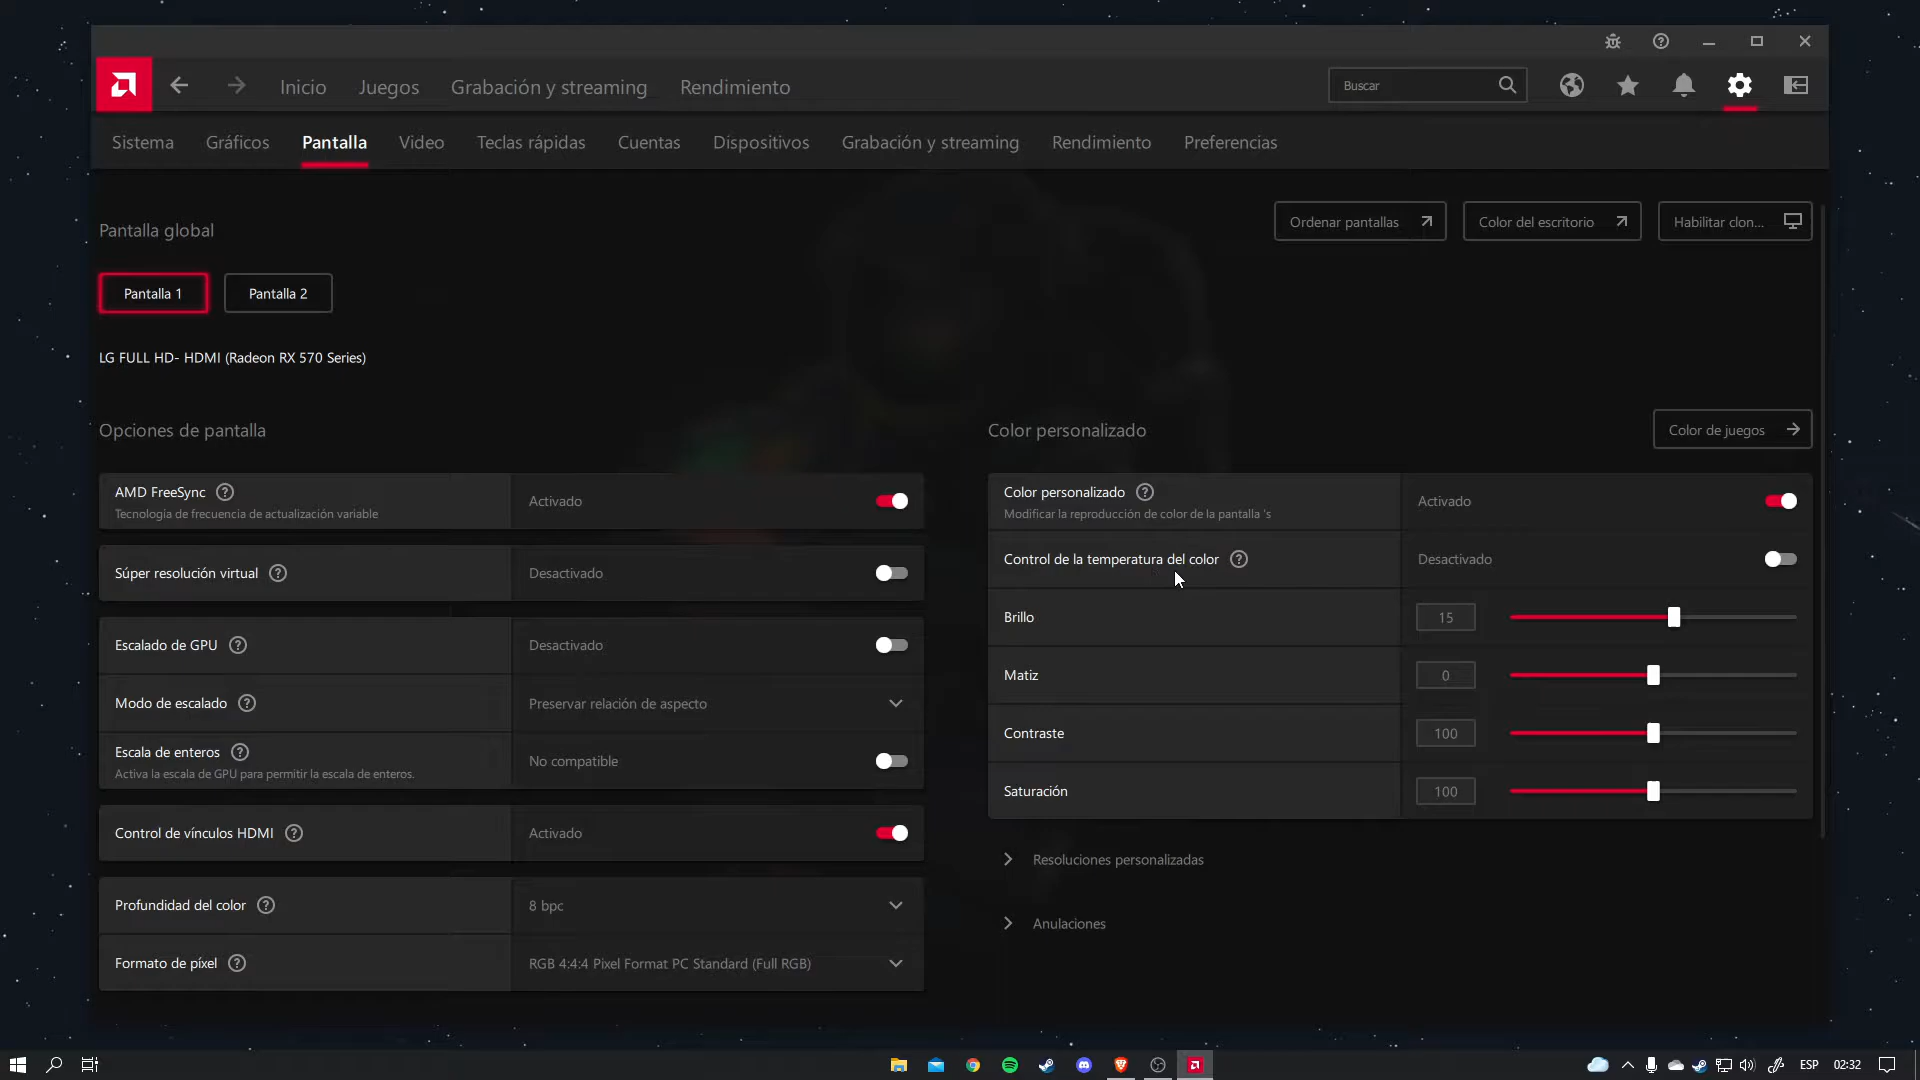 Inicio
Juegos
Grabación y streaming
Rendimiento
Buscar
Sistema
Gráficos
Pantalla
Video
Teclas rápidas
Cuentas
Dispositivos
Grabación y streaming
Rendimiento
Preferencias
Pantalla global
Ordenar pantallas
Color del escritorio
Habilitar clon...
Pantalla 1
Pantalla 2
LG FULL HD- HDMI (Radeon RX 570 Series)
Opciones de pantalla
AMD FreeSync
Tecnología de frecuencia de actualización variable
Activado
Súper resolución virtual
Desactivado
Escalado de GPU
Desactivado
Modo de escalado
Preservar relación de aspecto
Escala de enteros
Activa la escala de GPU para permitir la escala de enteros.
No compatible
Control de vínculos HDMI
Activado
Profundidad del color
8 bpc
Formato de píxel
RGB 4:4:4 Pixel Format PC Standard (Full RGB)
Color personalizado
Color de juegos
Color personalizado
Modificar la reproducción de color de la pantalla 's
Activado
Control de la temperatura del color
Desactivado
Brillo
15
Matiz
0
Contraste
100
Saturación
100
Resoluciones personalizadas
Anulaciones
ESP
02:32